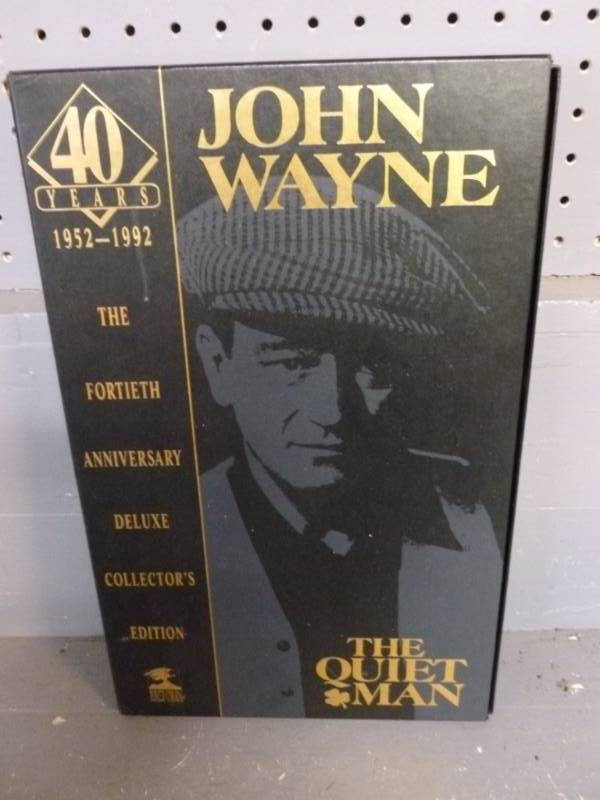 40
YEARS
1952–1992
THE
FORTIETH
ANNIVERSARY
DELUXE
COLLECTOR'S
EDITION
JOHN
WAYNE
THE
QUIET
MAN